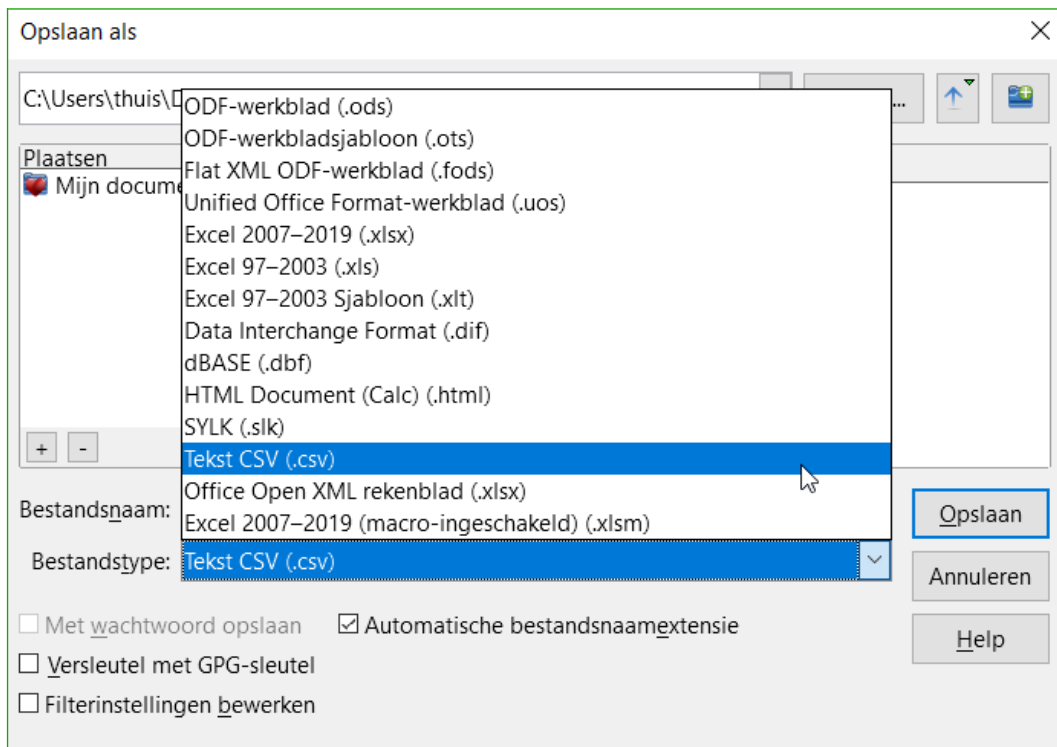 Opslaan als
C:\Users\thuis\D
...
ODF-werkblad (.ods)
ODF-werkbladsjabloon (.ots)
Flat XML ODF-werkblad (.fods)
Unified Office Format-werkblad (.uos)
Excel 2007–2019 (.xlsx)
Excel 97–2003 (.xls)
Excel 97–2003 Sjabloon (.xlt)
Data Interchange Format (.dif)
dBASE (.dbf)
HTML Document (Calc) (.html)
SYLK (.slk)
Tekst CSV (.csv)
Office Open XML rekenblad (.xlsx)
Excel 2007–2019 (macro-ingeschakeld) (.xlsm)
Plaatsen
Mijn docume
+ -
Bestandsnaam:
Opslaan
Bestandstype: Tekst CSV (.csv)
Annuleren
Met wachtwoord opslaan Automatische bestandsnaamextensie
Help
Versleutel met GPG-sleutel
Filterinstellingen bewerken